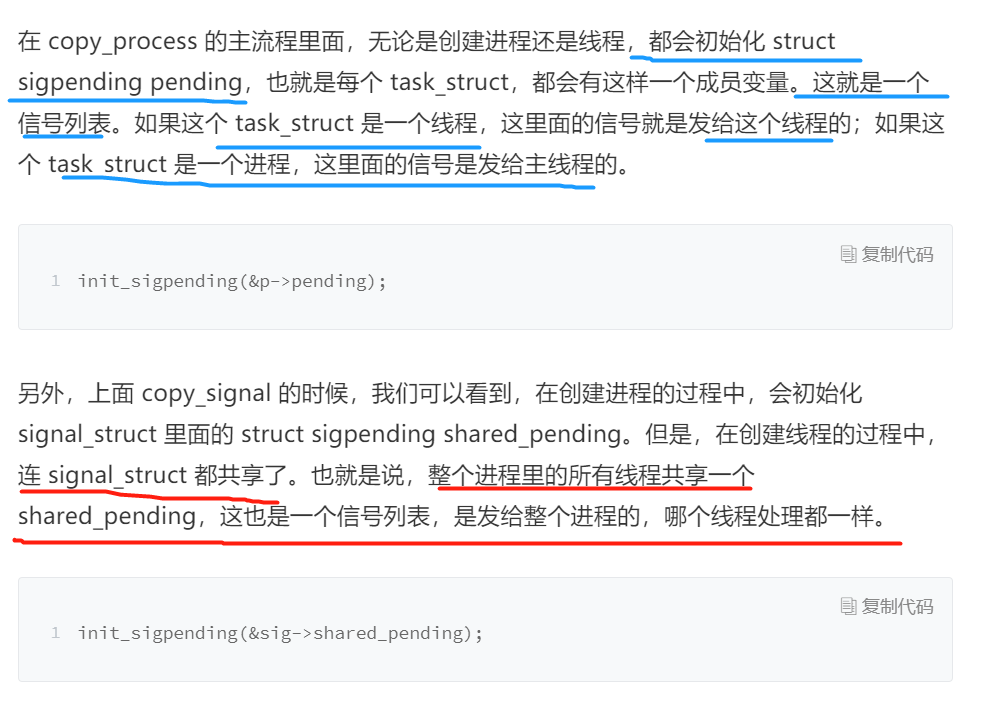 在 copy_process 的主流程里面，无论是创建进程还是线程，都会初始化 struct
sigpending pending，也就是每个 task_struct，都会有这样一个成员变量。这就是一个
信号列表。如果这个 task_struct 是一个线程，这里面的信号就是发给这个线程的；如果这
个 task_struct 是一个进程，这里面的信号是发给主线程的。
复制代码
1 init_sigpending(&p->pending);
另外，上面 copy_signal 的时候，我们可以看到，在创建进程的过程中，会初始化
signal_struct 里面的 struct sigpending shared_pending。但是，在创建线程的过程中，
连 signal_struct 都共享了。也就是说，整个进程里的所有线程共享一个
shared_pending，这也是一个信号列表，是发给整个进程的，哪个线程处理都一样。
复制代码
1 init_sigpending(&sig->shared_pending);